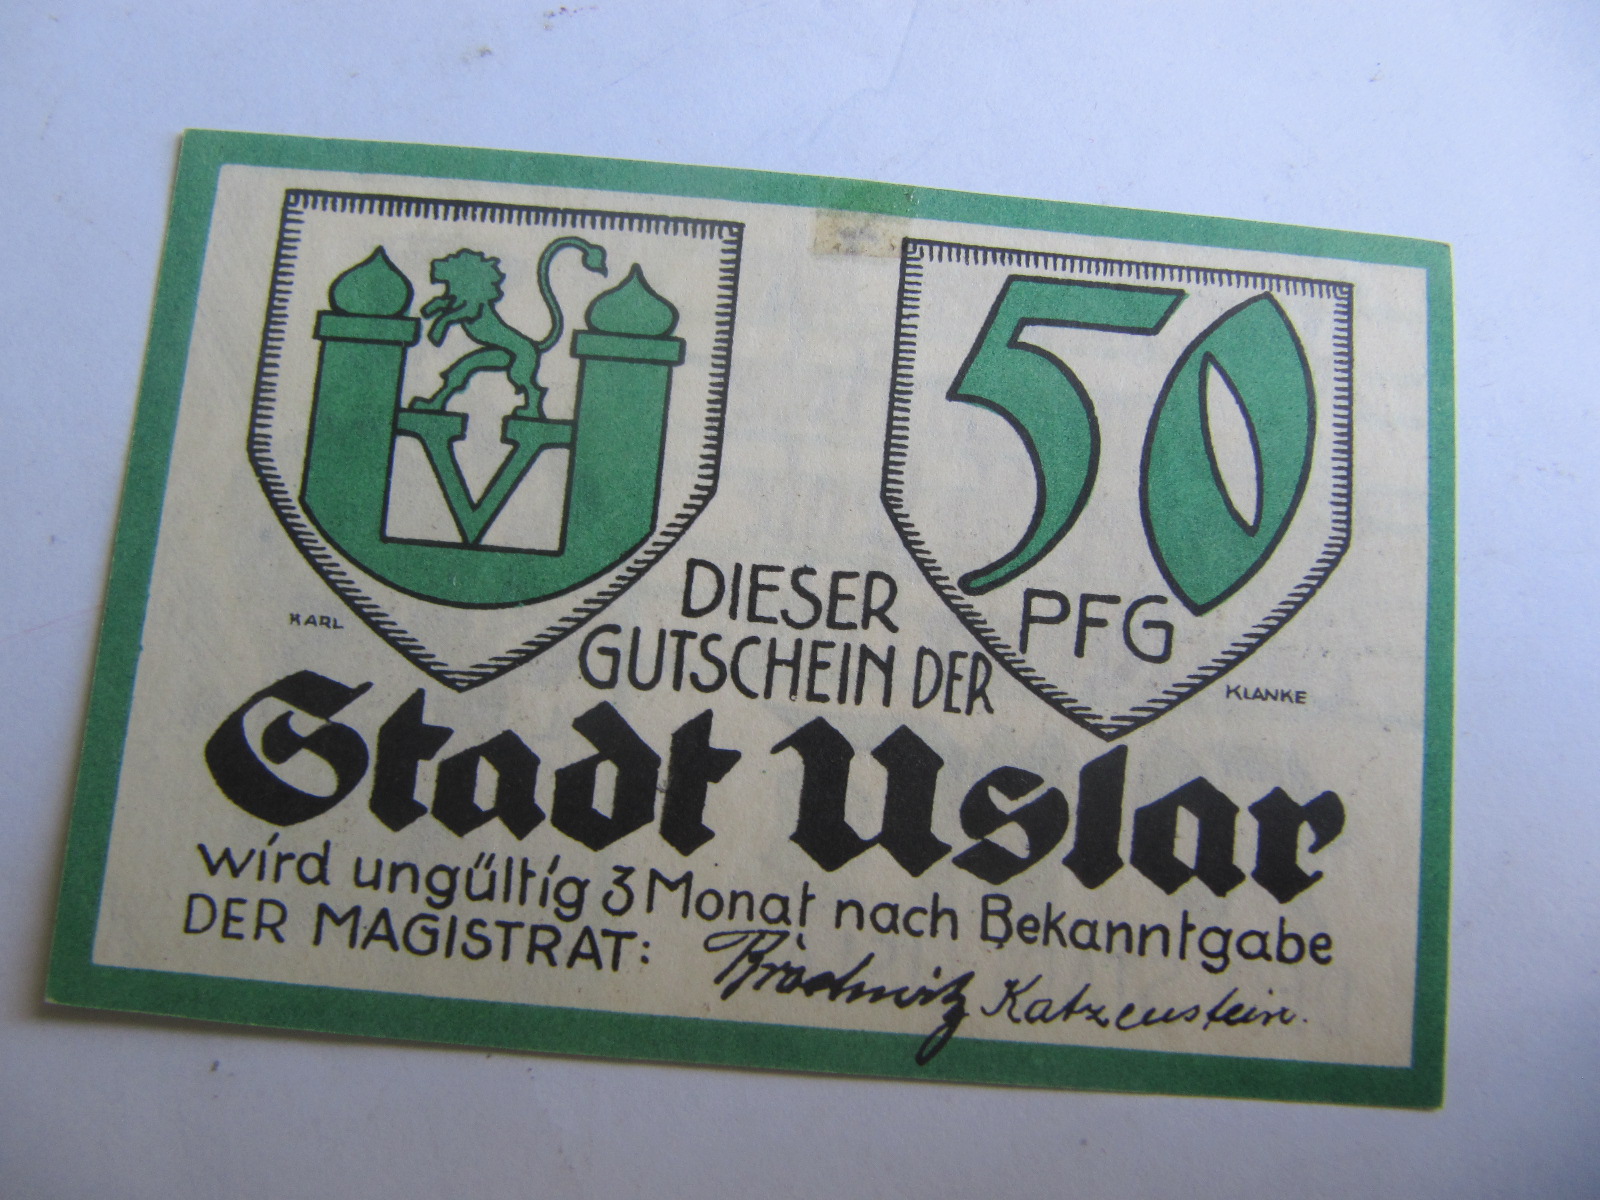 50
PFG
KARL
DIESER
GUTSCHEIN DER
KLANKE
Stadt Uslar
wird ungültig 3 Monat nach Bekanntgabe
DER MAGISTRAT: Katzenstein.